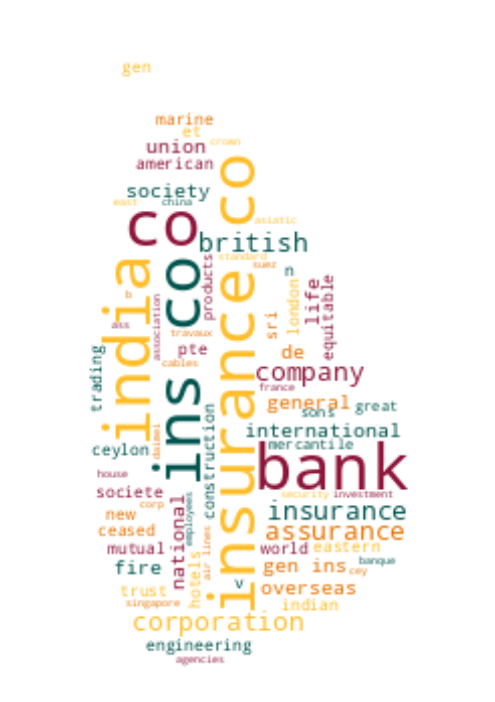 gen
marine
et
crown
union
american
society
east
china
co
insurance co
asiatic
british
standard
suez
india
ins co
products
n
b
london
life
equitable
association
ass
sri
travaux
pte
de
cables
trading
company
france
general
sons
great
construction
international
mercantile
ceylon
daimei
bank
house
societe
corp
security
investment
employees
national
insurance
new
ceased
assurance
air lines
mutual
world
eastern
fire
banque
gen ins
cey
hotels
v
trust
overseas
singapore
indian
corporation
engineering
agencies